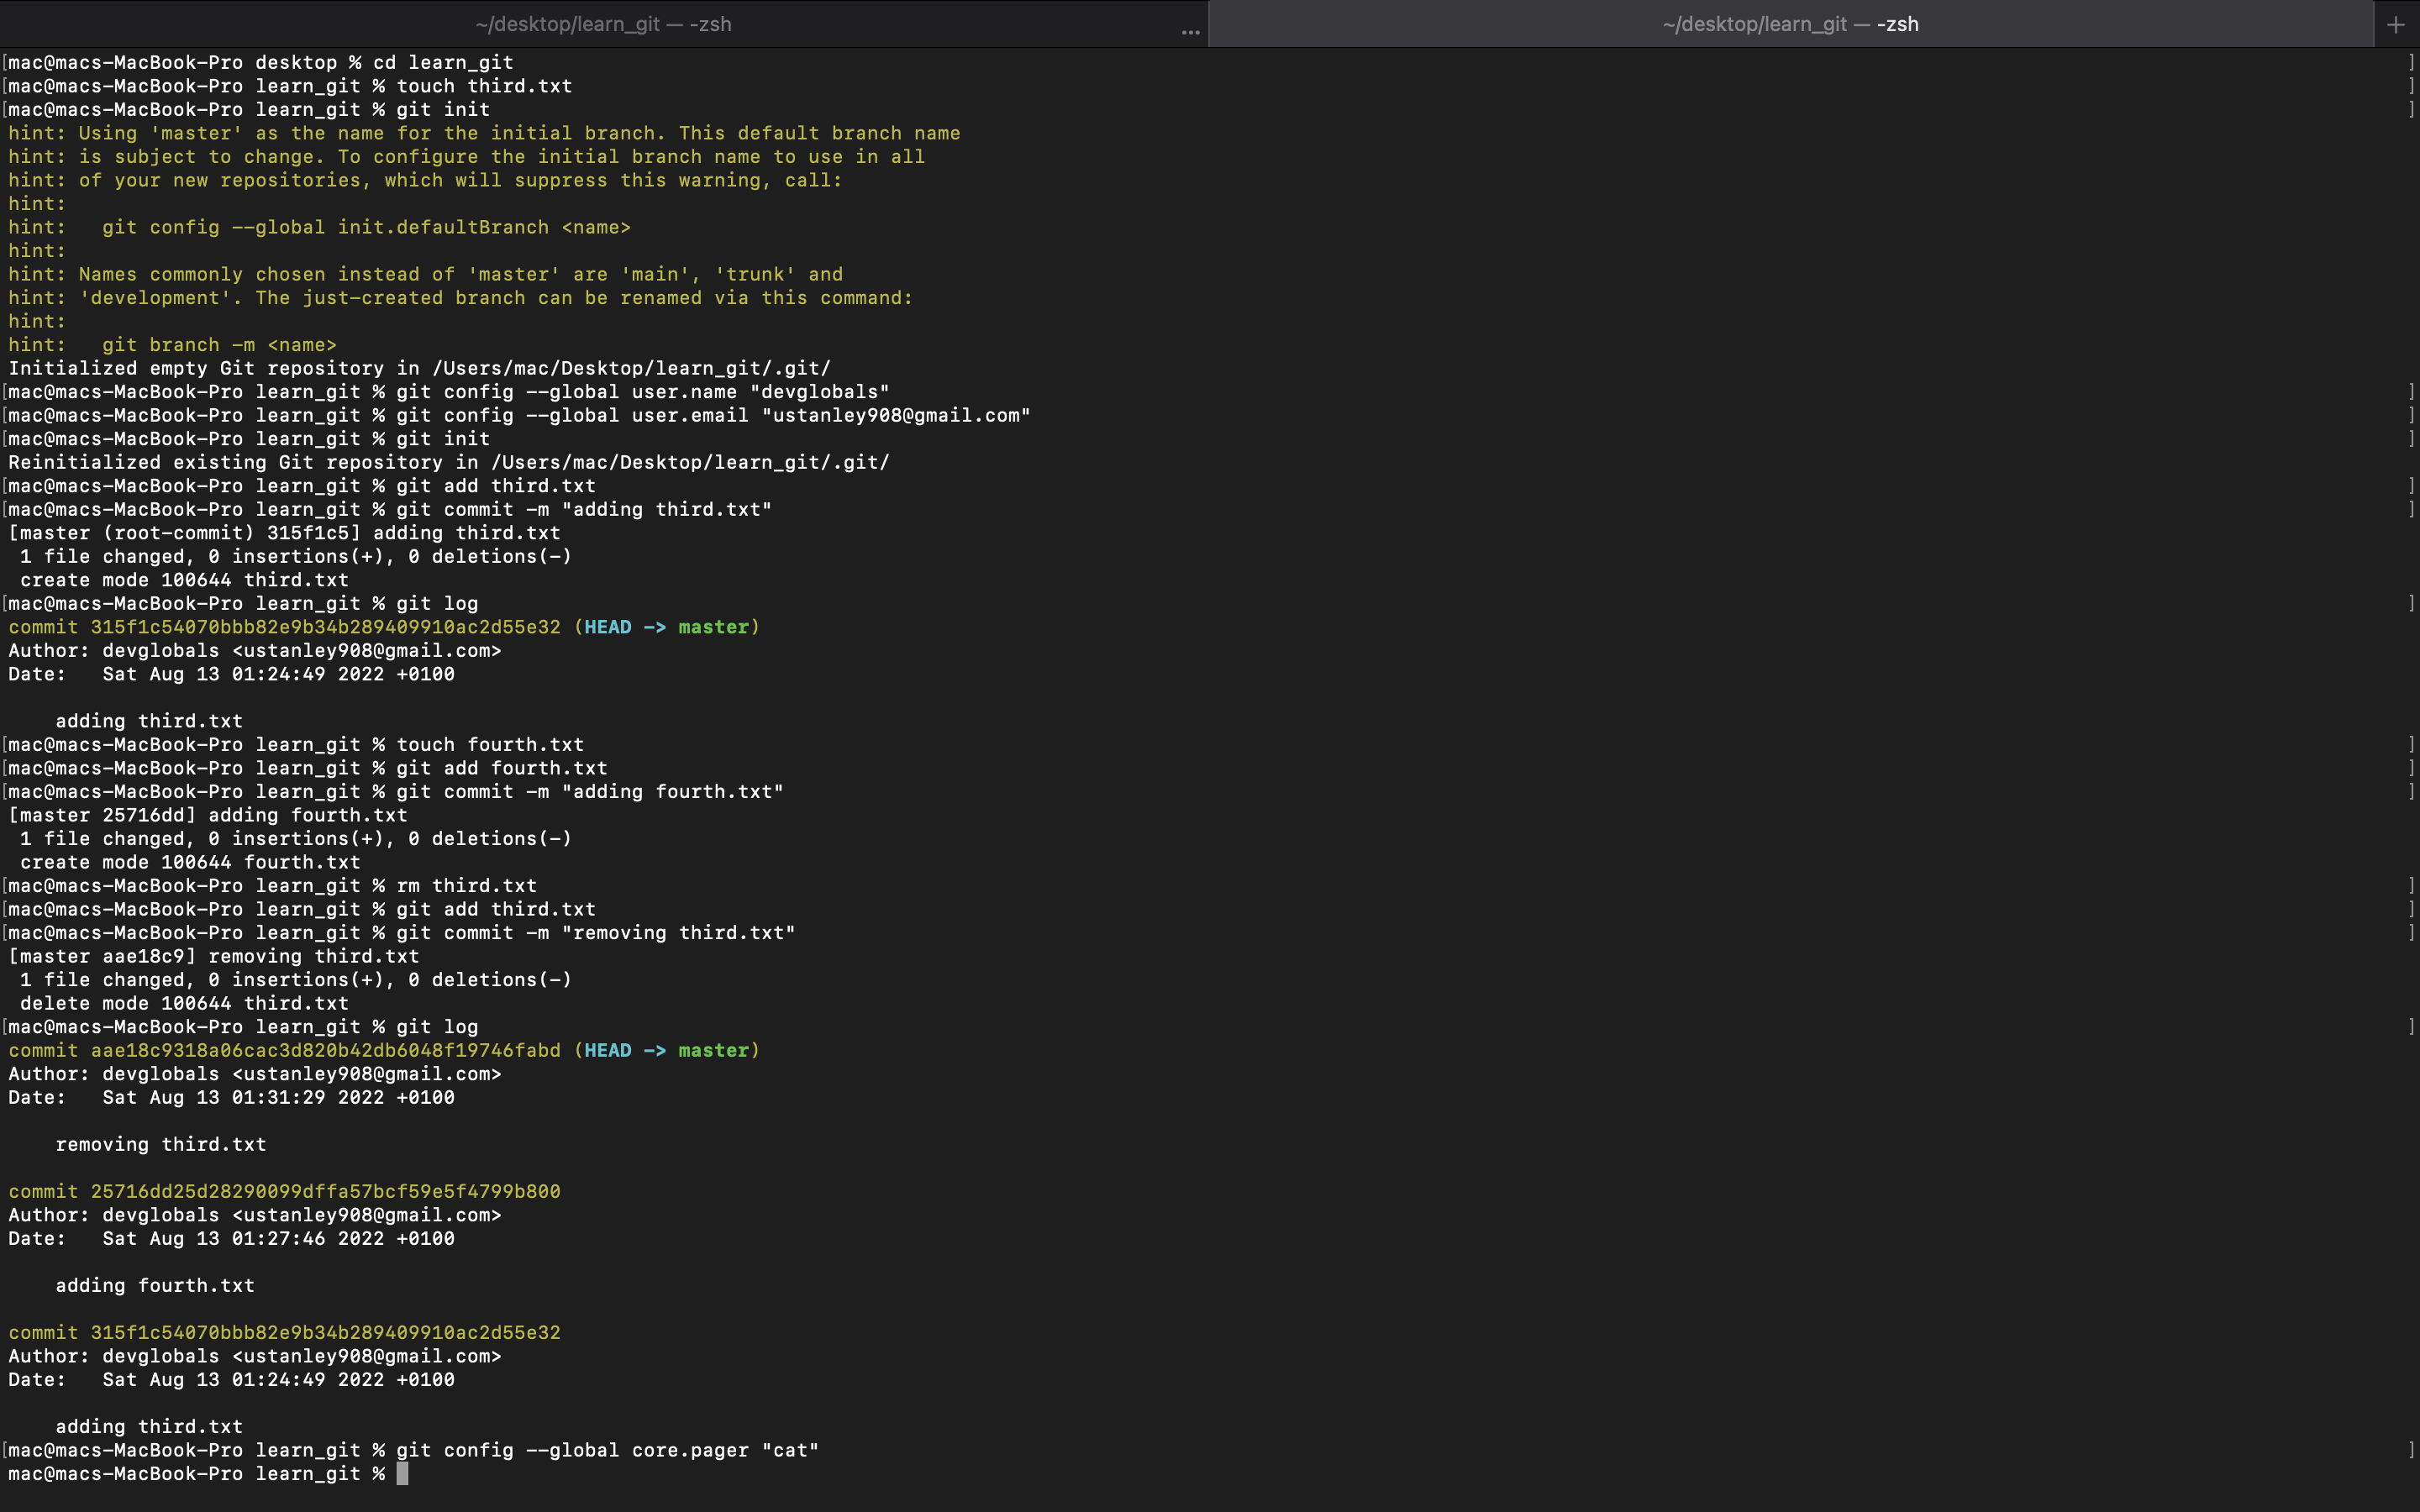 ~/desktop/learn_git — -zsh ... ~/desktop/learn_git — -zsh +
[mac@macs-MacBook-Pro desktop % cd learn_git ]
[mac@macs-MacBook-Pro learn_git % touch third.txt ]
[mac@macs-MacBook-Pro learn_git % git init ]
hint: Using 'master' as the name for the initial branch. This default branch name
hint: is subject to change. To configure the initial branch name to use in all
hint: of your new repositories, which will suppress this warning, call:
hint:
hint:   git config --global init.defaultBranch <name>
hint:
hint: Names commonly chosen instead of 'master' are 'main', 'trunk' and
hint: 'development'. The just-created branch can be renamed via this command:
hint:
hint:   git branch -m <name>
Initialized empty Git repository in /Users/mac/Desktop/learn_git/.git/
[mac@macs-MacBook-Pro learn_git % git config --global user.name "devglobals" ]
[mac@macs-MacBook-Pro learn_git % git config --global user.email "ustanley908@gmail.com" ]
[mac@macs-MacBook-Pro learn_git % git init ]
Reinitialized existing Git repository in /Users/mac/Desktop/learn_git/.git/
[mac@macs-MacBook-Pro learn_git % git add third.txt ]
[mac@macs-MacBook-Pro learn_git % git commit -m "adding third.txt" ]
[master (root-commit) 315f1c5] adding third.txt
 1 file changed, 0 insertions(+), 0 deletions(-)
 create mode 100644 third.txt
[mac@macs-MacBook-Pro learn_git % git log ]
commit 315f1c54070bbb82e9b34b289409910ac2d55e32 (HEAD -> master)
Author: devglobals <ustanley908@gmail.com>
Date:   Sat Aug 13 01:24:49 2022 +0100

    adding third.txt
[mac@macs-MacBook-Pro learn_git % touch fourth.txt ]
[mac@macs-MacBook-Pro learn_git % git add fourth.txt ]
[mac@macs-MacBook-Pro learn_git % git commit -m "adding fourth.txt" ]
[master 25716dd] adding fourth.txt
 1 file changed, 0 insertions(+), 0 deletions(-)
 create mode 100644 fourth.txt
[mac@macs-MacBook-Pro learn_git % rm third.txt ]
[mac@macs-MacBook-Pro learn_git % git add third.txt ]
[mac@macs-MacBook-Pro learn_git % git commit -m "removing third.txt" ]
[master aae18c9] removing third.txt
 1 file changed, 0 insertions(+), 0 deletions(-)
 delete mode 100644 third.txt
[mac@macs-MacBook-Pro learn_git % git log ]
commit aae18c9318a06cac3d820b42db6048f19746fabd (HEAD -> master)
Author: devglobals <ustanley908@gmail.com>
Date:   Sat Aug 13 01:31:29 2022 +0100

    removing third.txt

commit 25716dd25d28290099dffa57bcf59e5f4799b800
Author: devglobals <ustanley908@gmail.com>
Date:   Sat Aug 13 01:27:46 2022 +0100

    adding fourth.txt

commit 315f1c54070bbb82e9b34b289409910ac2d55e32
Author: devglobals <ustanley908@gmail.com>
Date:   Sat Aug 13 01:24:49 2022 +0100

    adding third.txt
[mac@macs-MacBook-Pro learn_git % git config --global core.pager "cat" ]
mac@macs-MacBook-Pro learn_git %